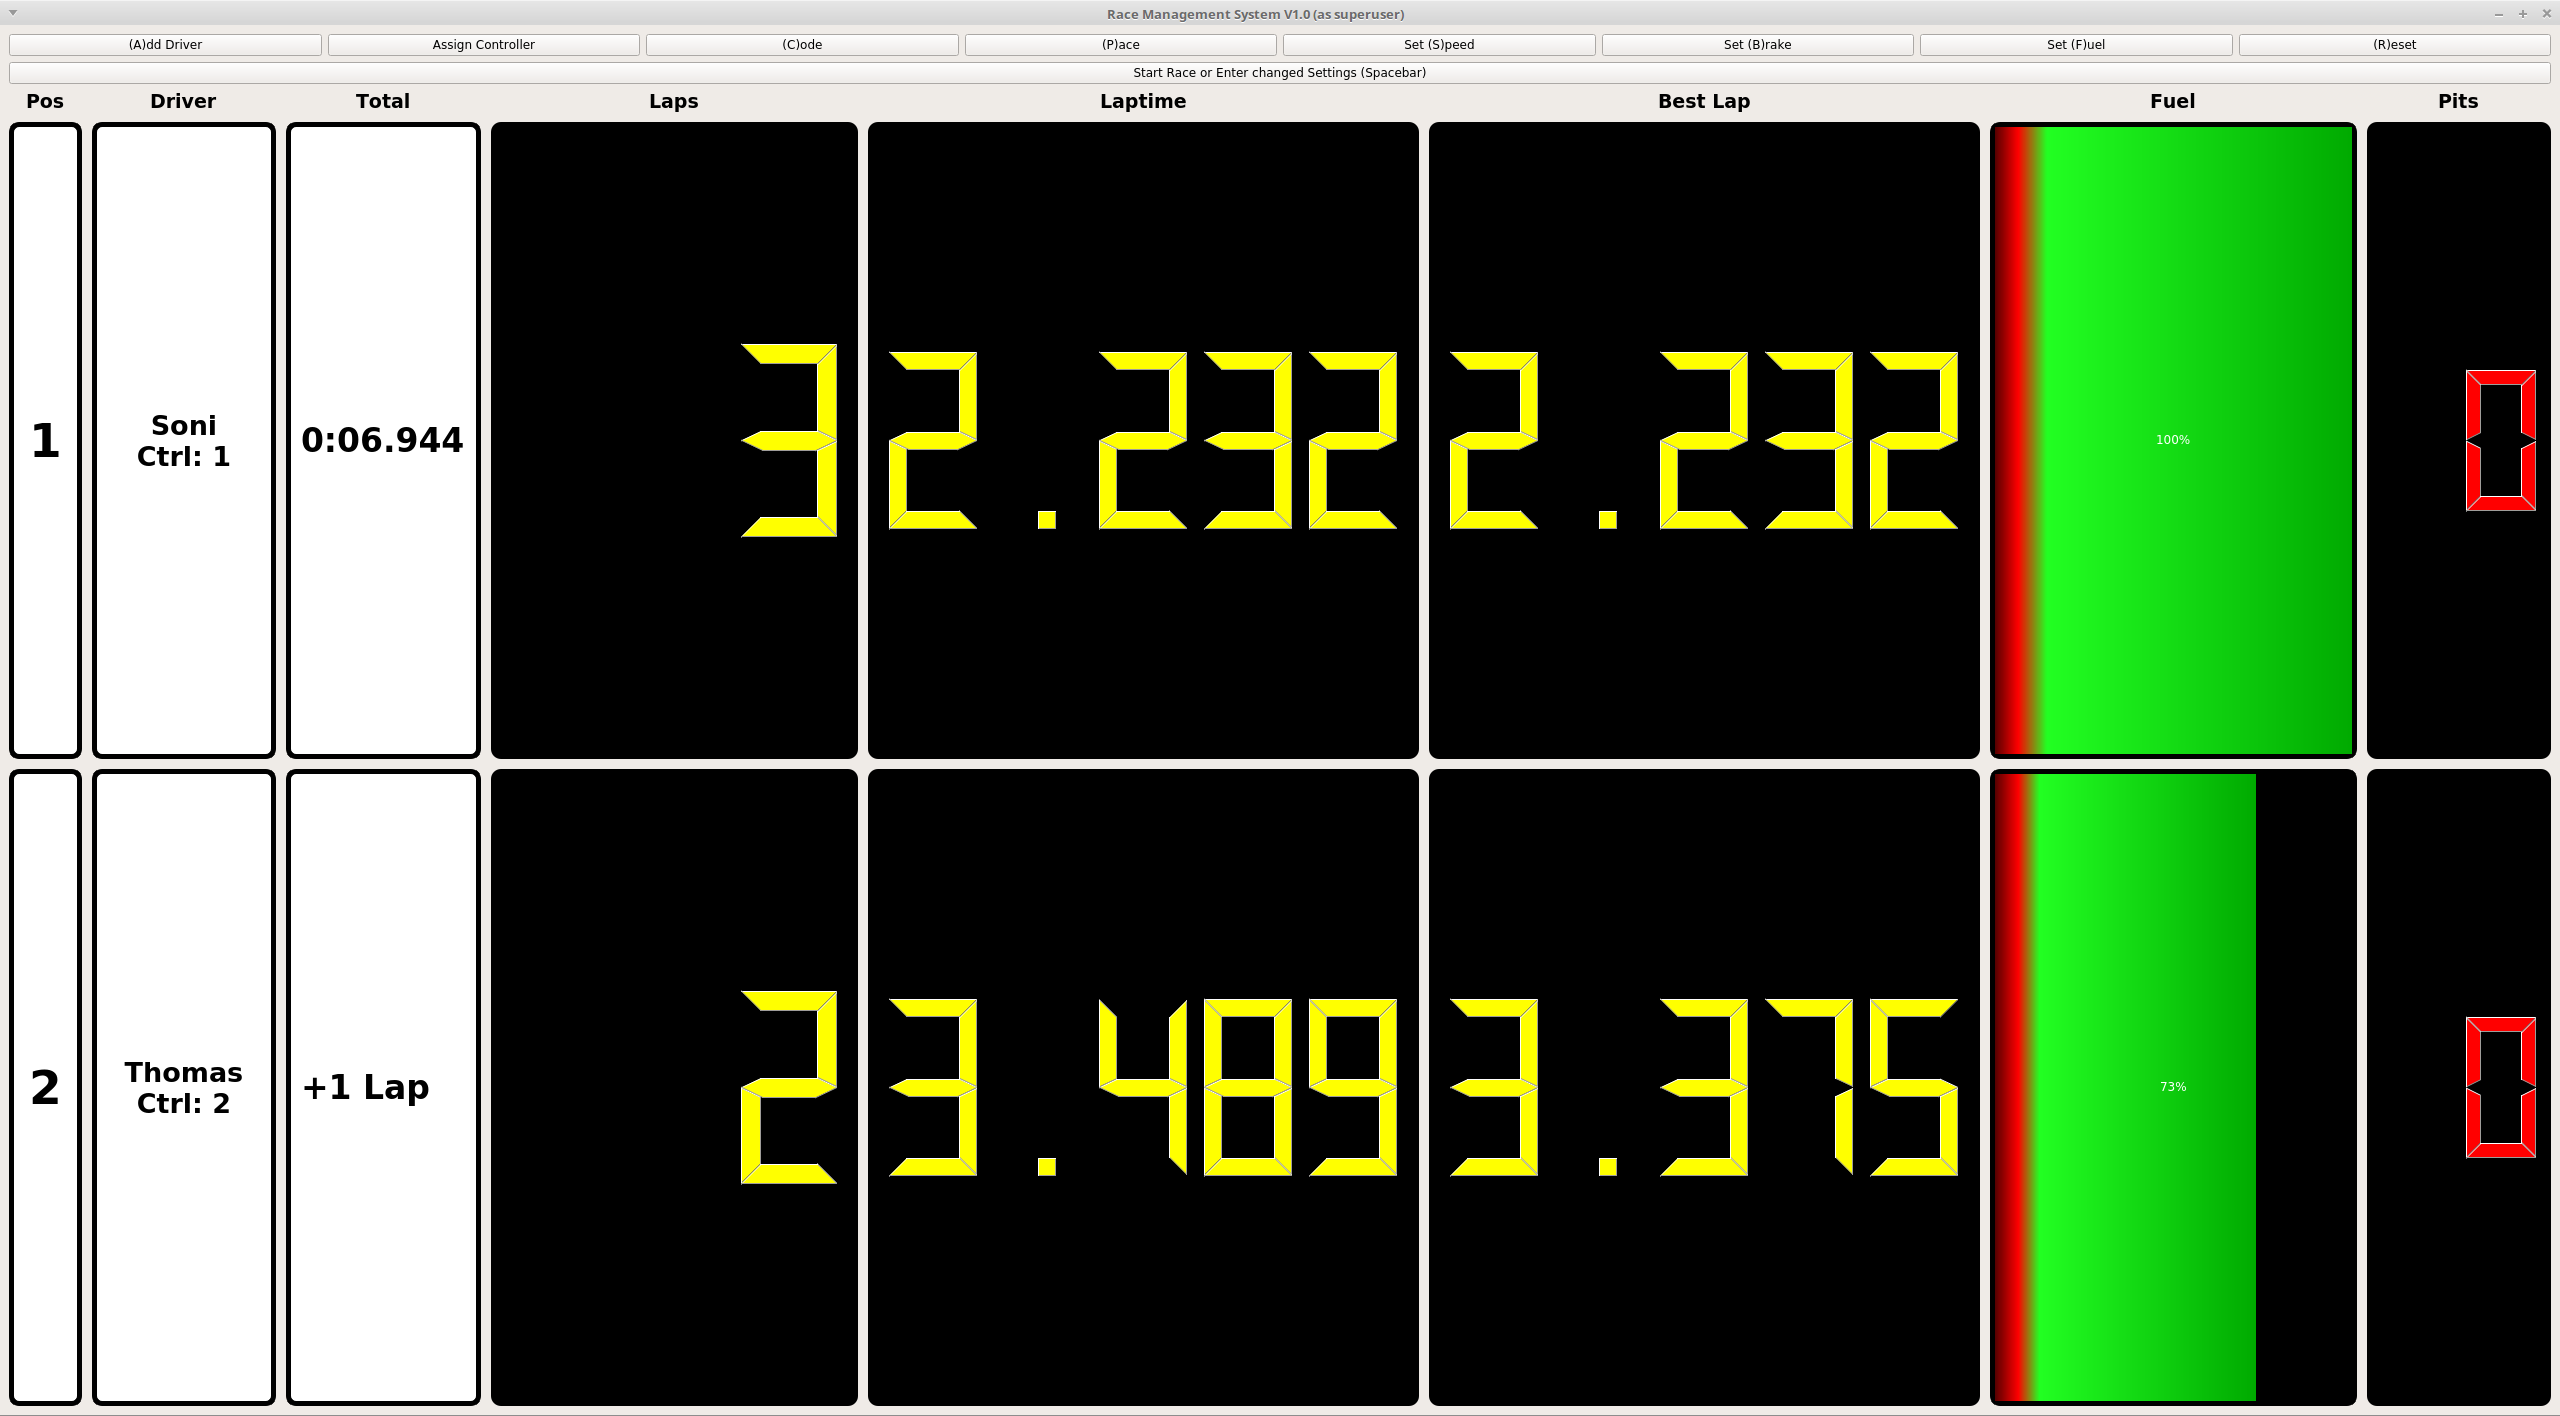 Race Management System V1.0 (as superuser)
(A)dd Driver Assign Controller (C)ode (P)ace Set (S)peed Set (B)rake Set (F)uel (R)eset
Start Race or Enter changed Settings (Spacebar)
Pos Driver Total Laps Laptime Best Lap Fuel Pits
1
Soni
Ctrl: 1
0:06.944
3
2.232
2.232
100%
0
2
Thomas
Ctrl: 2
+1 Lap
2
3.489
3.375
73%
0